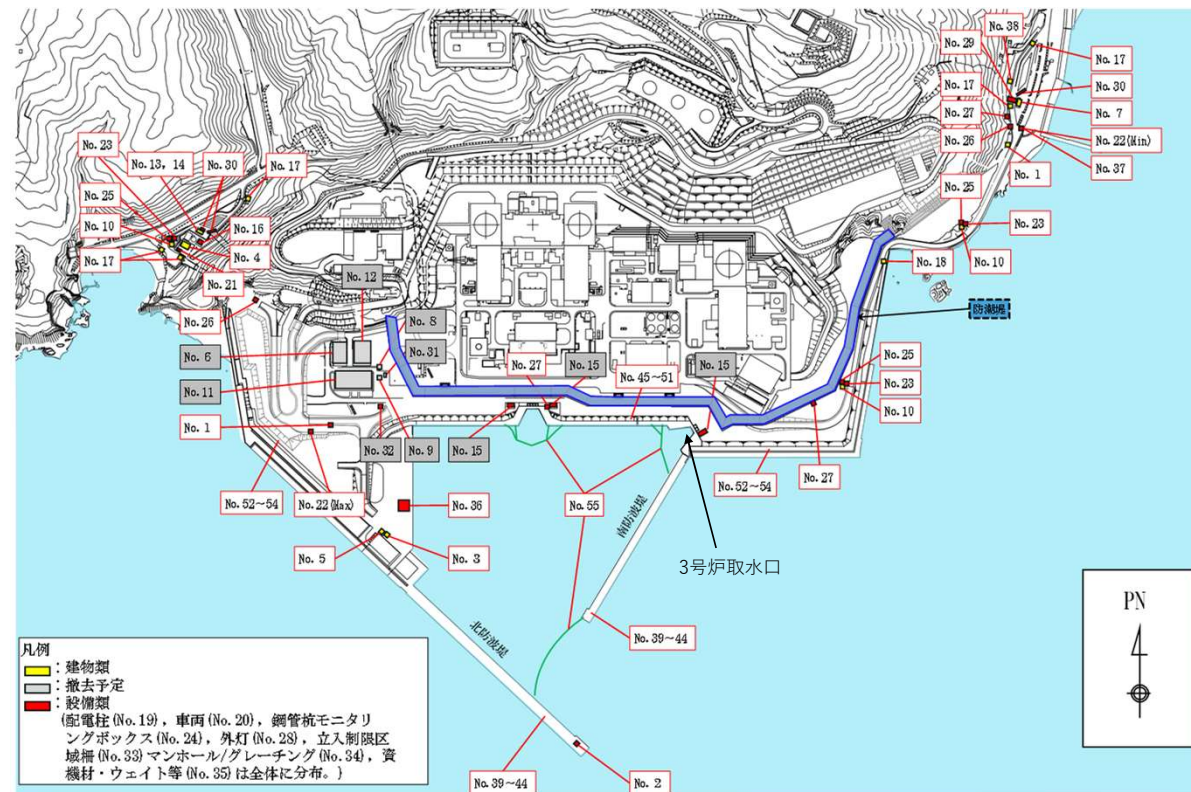 No. 38
No. 29
No. 17
No. 17
No. 30
No. 27
No. 7
No. 26
No. 22(Min)
No. 1
No. 37
No. 23
No. 13, 14
No. 30
No. 17
No. 25
No. 10
No. 16
No. 4
No. 17
No. 21
No. 26
No. 25
No. 23
No. 10
No. 18
No. 12
No. 8
No. 31
No. 6
No. 11
防潮堤
No. 27
No. 15
No. 45~51
No. 15
No. 25
No. 23
No. 10
No. 1
No. 32
No. 9
No. 15
No. 52~54
No. 22(Max)
No. 36
No. 55
No. 52~54
No. 27
No. 5
No. 3
南防波堤
3号炉取水口
北防波堤
No. 39~44
No. 39~44
No. 2
PN
凡例
:建物類
:撤去予定
:設備類
(配電柱(No.19), 車両(No.20), 鋼管杭モニタリ
ングボックス(No.24), 外灯(No.28), 立入制限区
域柵(No.33)マンホール/グレーチング(No.34), 資
機材・ウェイト等(No.35)は全体に分布。)